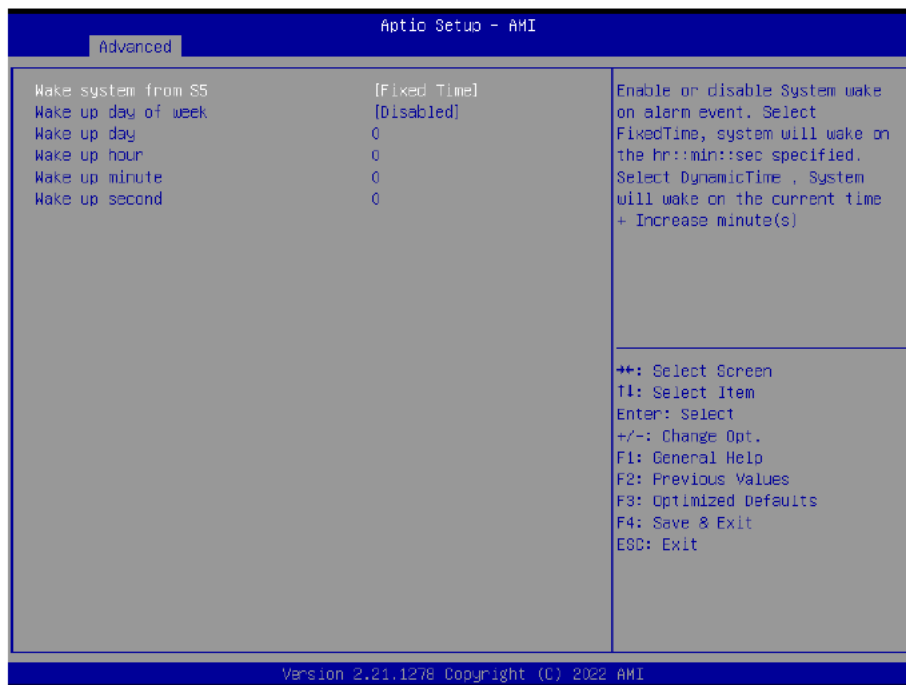 Aptio Setup - AMI
Advanced
Wake system from S5 [Fixed Time]
Wake up day of week [Disabled]
Wake up day 0
Wake up hour 0
Wake up minute 0
Wake up second 0
Enable or disable System wake
on alarm event. Select
FixedTime, system will wake on
the hr::min::sec specified.
Select DynamicTime , System
will wake on the current time
+ Increase minute(s)
→←: Select Screen
↑↓: Select Item
Enter: Select
+/-: Change Opt.
F1: General Help
F2: Previous Values
F3: Optimized Defaults
F4: Save & Exit
ESC: Exit
Version 2.21.1278 Copyright (C) 2022 AMI